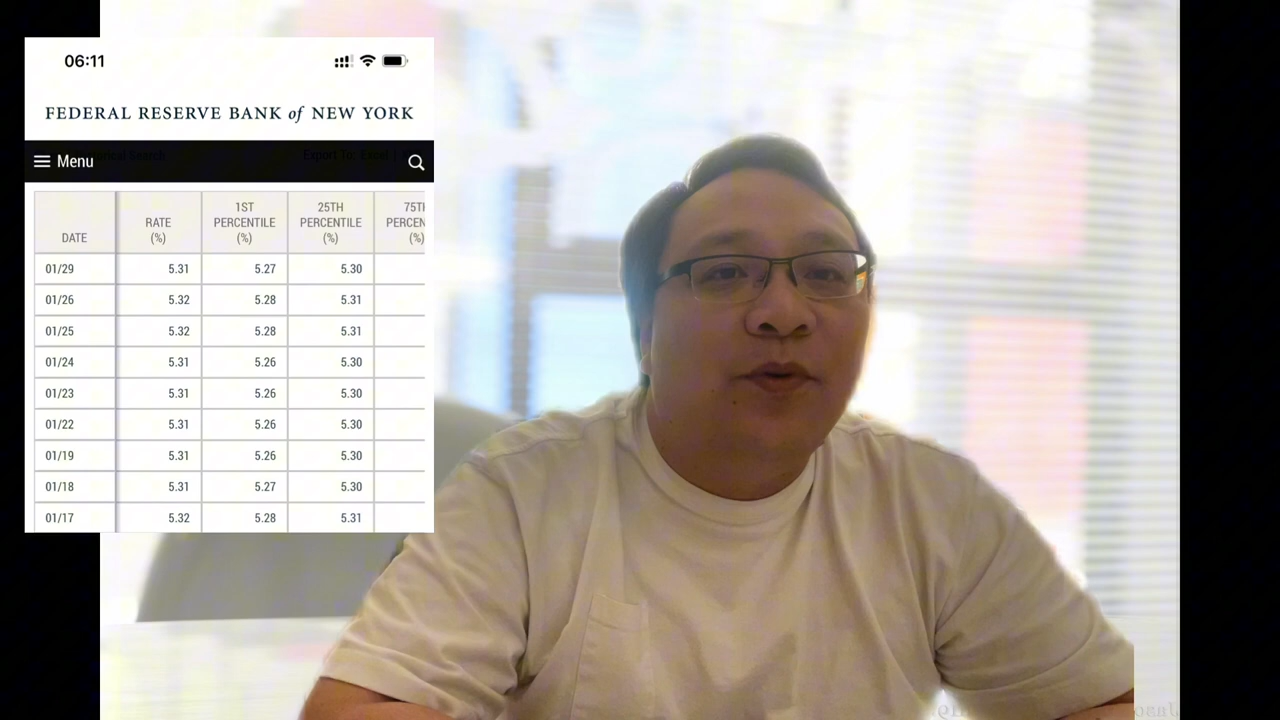 06:11
FEDERAL RESERVE BANK of NEW YORK
Menu
DATE RATE (%) 1ST PERCENTILE (%) 25TH PERCENTILE (%) 75TH PERCEN (%)
01/29 5.31 5.27 5.30
01/26 5.32 5.28 5.31
01/25 5.32 5.28 5.31
01/24 5.31 5.26 5.30
01/23 5.31 5.26 5.30
01/22 5.31 5.26 5.30
01/19 5.31 5.26 5.30
01/18 5.31 5.27 5.30
01/17 5.32 5.28 5.31